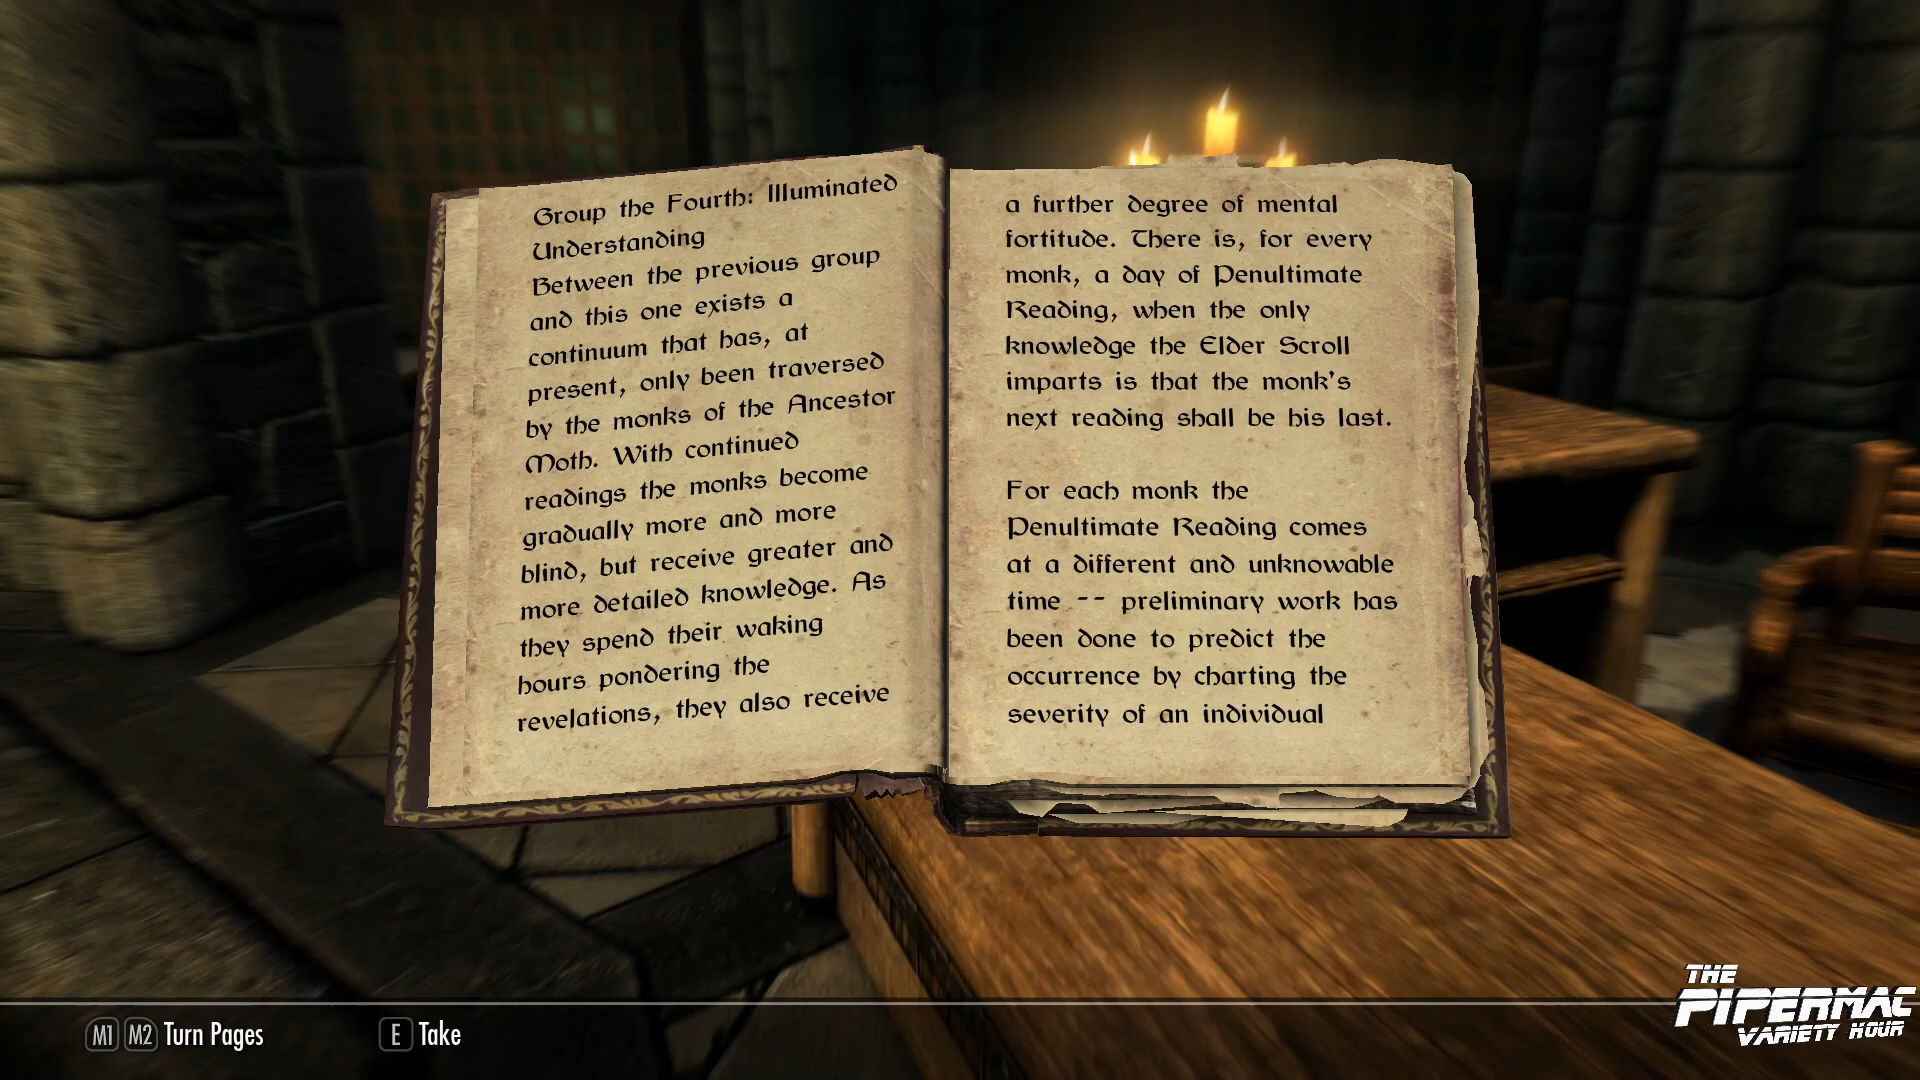 Group the Fourth: Illuminated
Understanding
Between the previous group
and this one exists a
continuum that has, at
present, only been traversed
by the monks of the Ancestor
Moth. With continued
readings the monks become
gradually more and more
blind, but receive greater and
more detailed knowledge. As
they spend their waking
hours pondering the
revelations, they also receive
a further degree of mental
fortitude. There is, for every
monk, a day of Penultimate
Reading, when the only
knowledge the Elder Scroll
imparts is that the monk's
next reading shall be his last.
For each monk the
Penultimate Reading comes
at a different and unknowable
time -- preliminary work has
been done to predict the
occurrence by charting the
severity of an individual
M1 M2 Turn Pages
E Take
THE
PIPERMAC
VARIETY HOUR